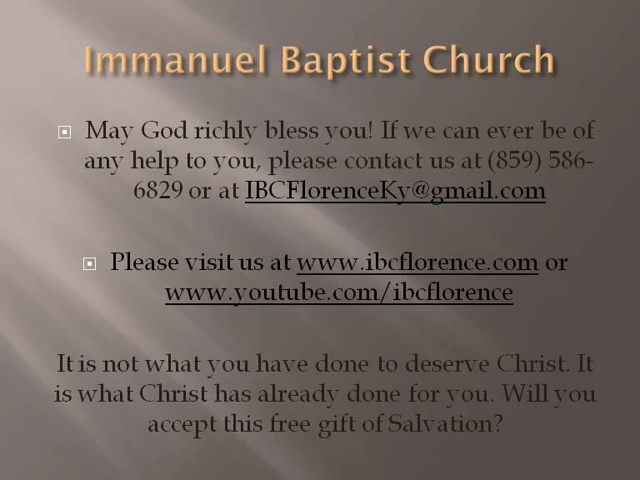 Immanuel Baptist Church
May God richly bless you! If we can ever be of
any help to you, please contact us at (859) 586-
6829 or at IBCFlorenceKy@gmail.com
Please visit us at www.ibcflorence.com or
www.youtube.com/ibcflorence
It is not what you have done to deserve Christ. It
is what Christ has already done for you. Will you
accept this free gift of Salvation?